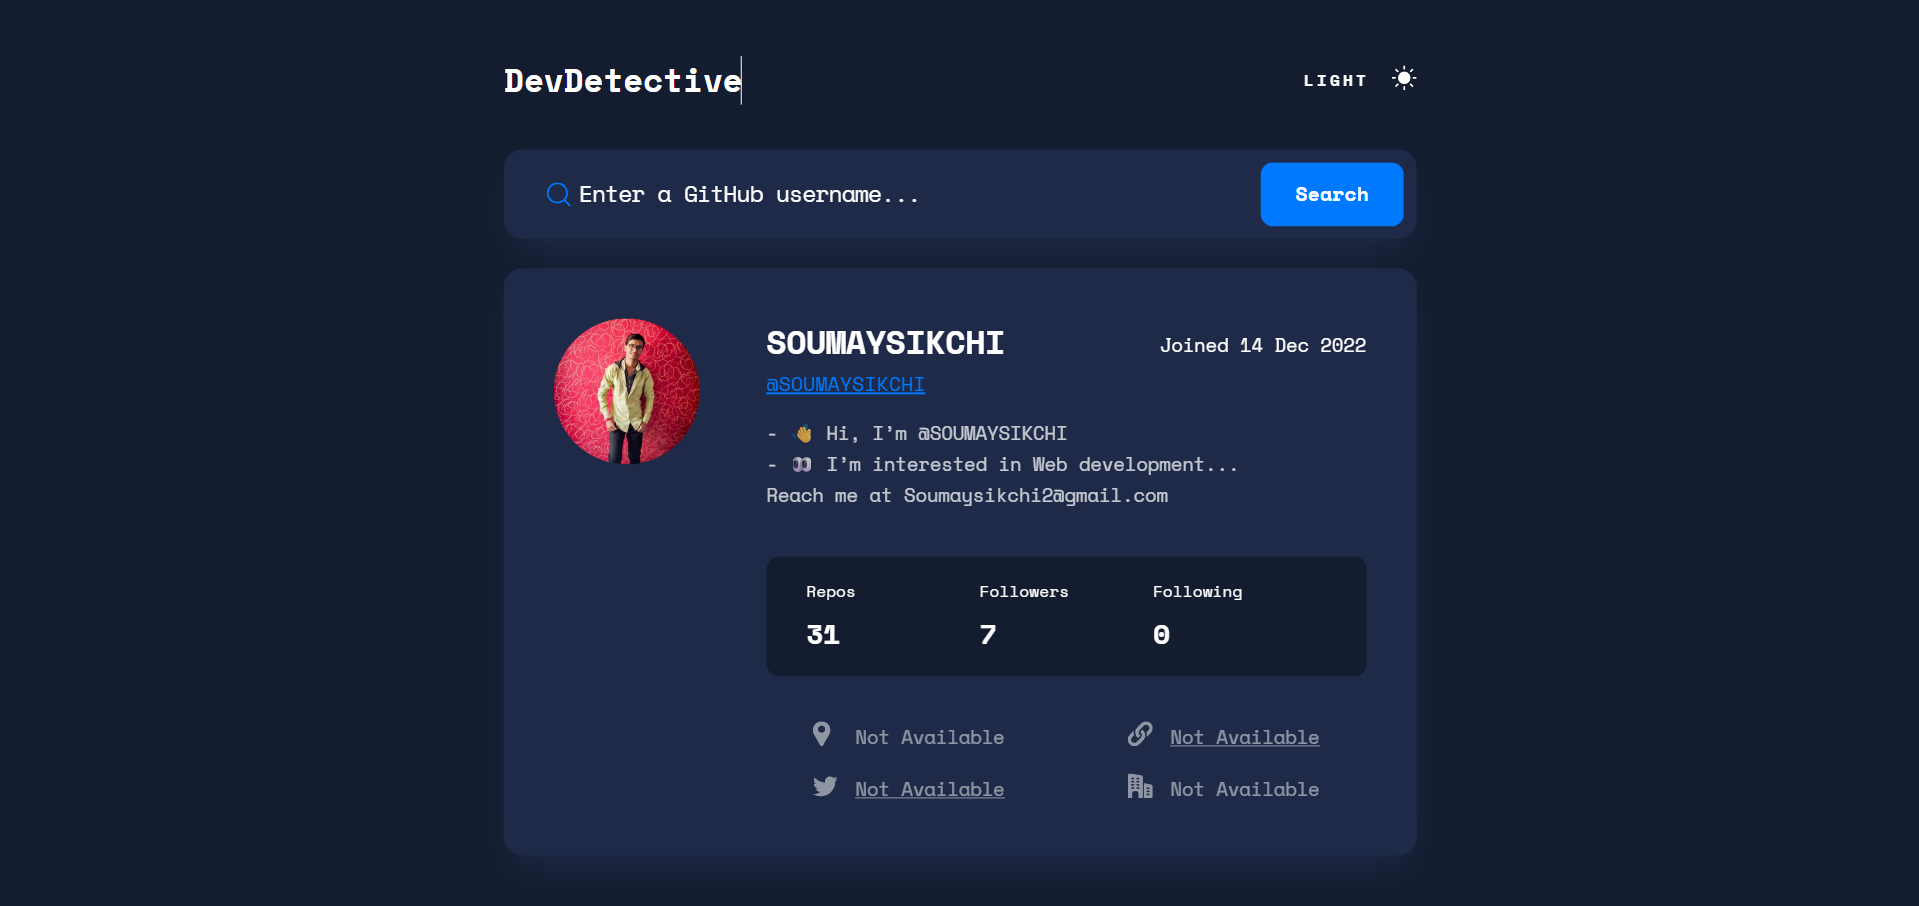 DevDetective
LIGHT
Enter a GitHub username...
Search
SOUMAYSIKCHI
Joined 14 Dec 2022
@SOUMAYSIKCHI
- 👋 Hi, I’m @SOUMAYSIKCHI
- 👀 I’m interested in Web development...
Reach me at Soumaysikchi2@gmail.com
Repos Followers Following
31 7 0
Not Available Not Available
Not Available Not Available